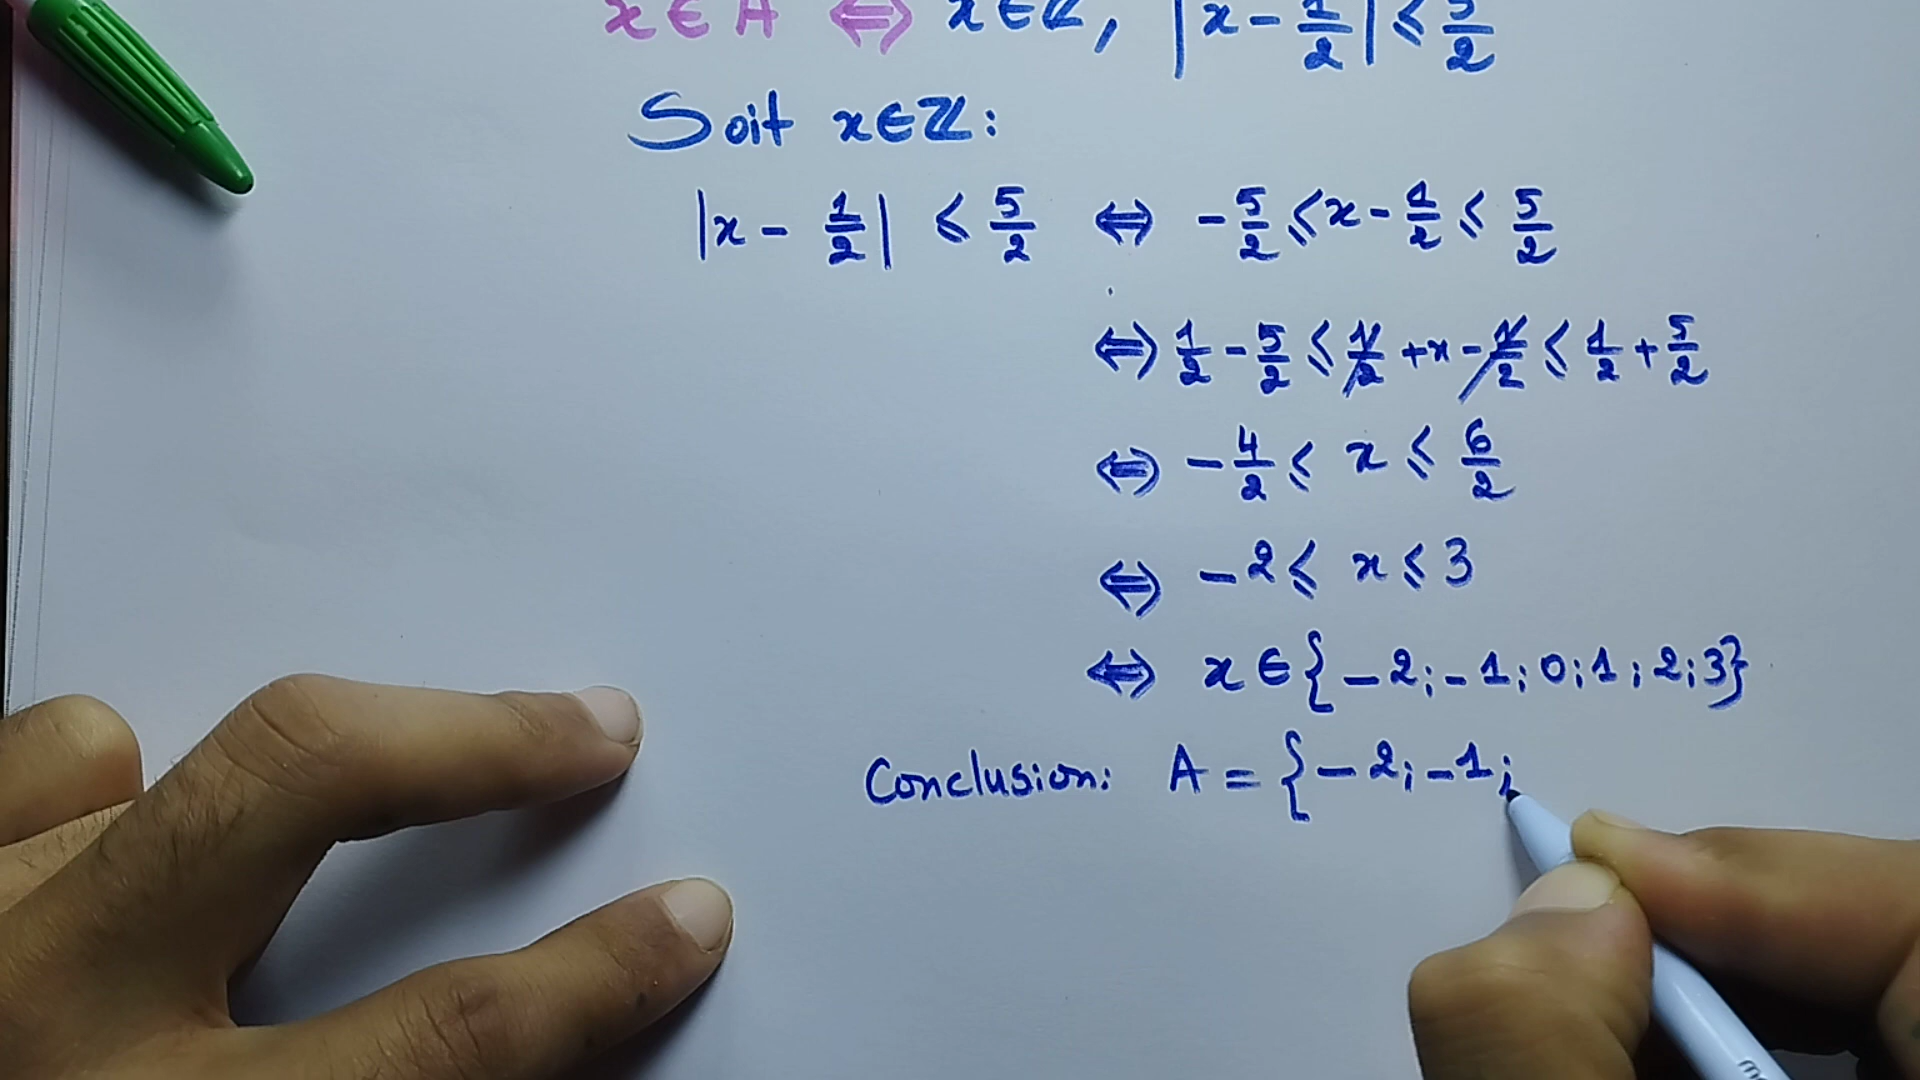 x ∈ A ⇔ x ∈ ℤ, |x - 1/2| ≤ 5/2
Soit x ∈ ℤ:
|x - 1/2| ≤ 5/2 ⇔ -5/2 ≤ x - 1/2 ≤ 5/2
⇔ 1/2 - 5/2 ≤ 1/2 + x - 1/2 ≤ 1/2 + 5/2
⇔ -4/2 ≤ x ≤ 6/2
⇔ -2 ≤ x ≤ 3
⇔ x ∈ {-2; -1; 0; 1; 2; 3}
Conclusion: A = {-2; -1;